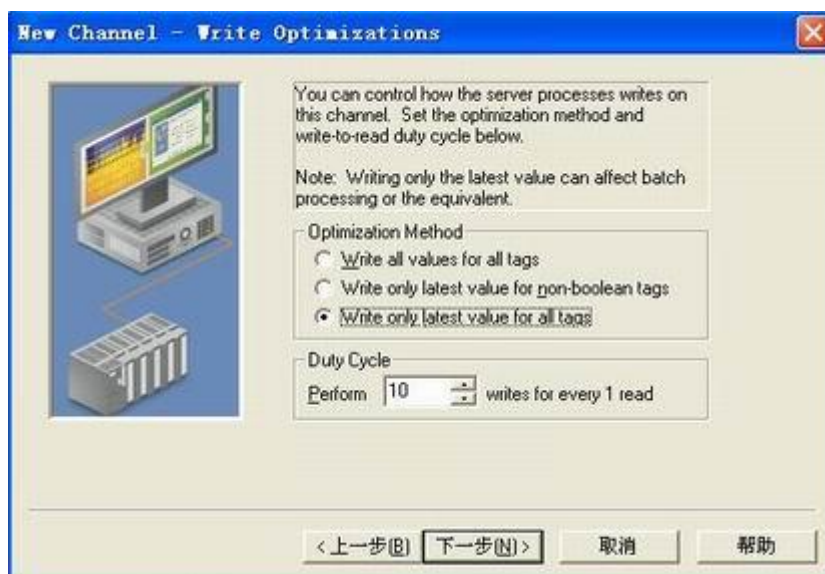 New Channel - Write Optimizations
You can control how the server processes writes on
this channel. Set the optimization method and
write-to-read duty cycle below.
Note: Writing only the latest value can affect batch
processing or the equivalent.
Optimization Method
Write all values for all tags
Write only latest value for non-boolean tags
Write only latest value for all tags
Duty Cycle
Perform 10 writes for every 1 read
<上一步(B) 下一步(N)> 取消 帮助